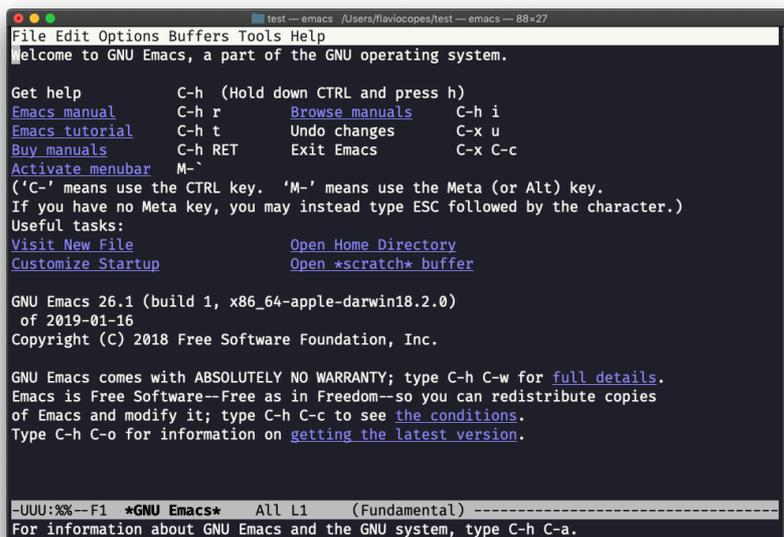 test — emacs /Users/flaviocopes/test — emacs — 88×27
File Edit Options Buffers Tools Help
Welcome to GNU Emacs, a part of the GNU operating system.
Get help C-h (Hold down CTRL and press h)
Emacs manual C-h r Browse manuals C-h i
Emacs tutorial C-h t Undo changes C-x u
Buy manuals C-h RET Exit Emacs C-x C-c
Activate menubar M-`
(‘C-’ means use the CTRL key. ‘M-’ means use the Meta (or Alt) key.
If you have no Meta key, you may instead type ESC followed by the character.)
Useful tasks:
Visit New File Open Home Directory
Customize Startup Open *scratch* buffer
GNU Emacs 26.1 (build 1, x86_64-apple-darwin18.2.0)
of 2019-01-16
Copyright (C) 2018 Free Software Foundation, Inc.
GNU Emacs comes with ABSOLUTELY NO WARRANTY; type C-h C-w for full details.
Emacs is Free Software--Free as in Freedom--so you can redistribute copies
of Emacs and modify it; type C-h C-c to see the conditions.
Type C-h C-o for information on getting the latest version.
-UUU:%%--F1 *GNU Emacs* All L1 (Fundamental) -----------------------------------
For information about GNU Emacs and the GNU system, type C-h C-a.